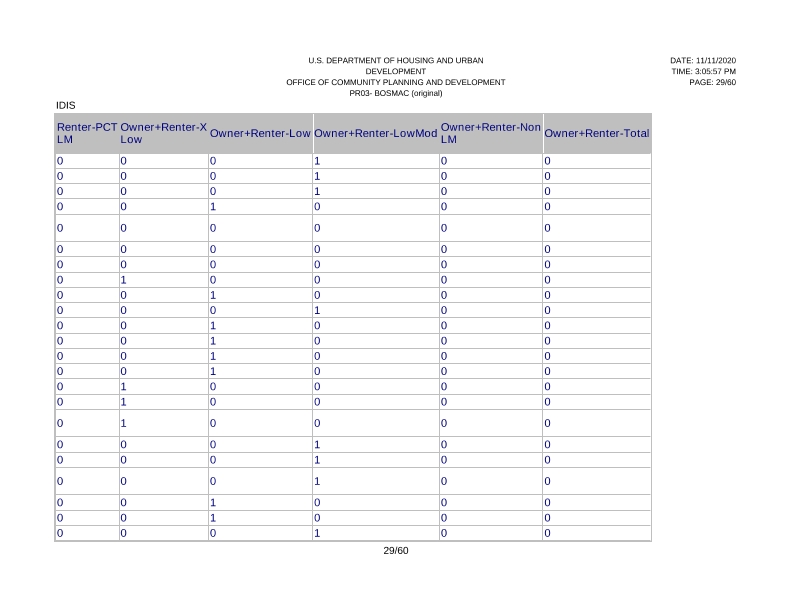 U.S. DEPARTMENT OF HOUSING AND URBAN
DEVELOPMENT
OFFICE OF COMMUNITY PLANNING AND DEVELOPMENT
PR03- BOSMAC (original)
DATE: 11/11/2020
TIME: 3:05:57 PM
PAGE: 29/60
IDIS
Renter-PCT LM Owner+Renter-X Low Owner+Renter-Low Owner+Renter-LowMod Owner+Renter-Non LM Owner+Renter-Total
0 0 0 1 0 0
0 0 0 1 0 0
0 0 0 1 0 0
0 0 1 0 0 0
0 0 0 0 0 0
0 0 0 0 0 0
0 0 0 0 0 0
0 1 0 0 0 0
0 0 1 0 0 0
0 0 0 1 0 0
0 0 1 0 0 0
0 0 1 0 0 0
0 0 1 0 0 0
0 0 1 0 0 0
0 1 0 0 0 0
0 1 0 0 0 0
0 1 0 0 0 0
0 0 0 1 0 0
0 0 0 1 0 0
0 0 0 1 0 0
0 0 1 0 0 0
0 0 1 0 0 0
0 0 0 1 0 0
29/60